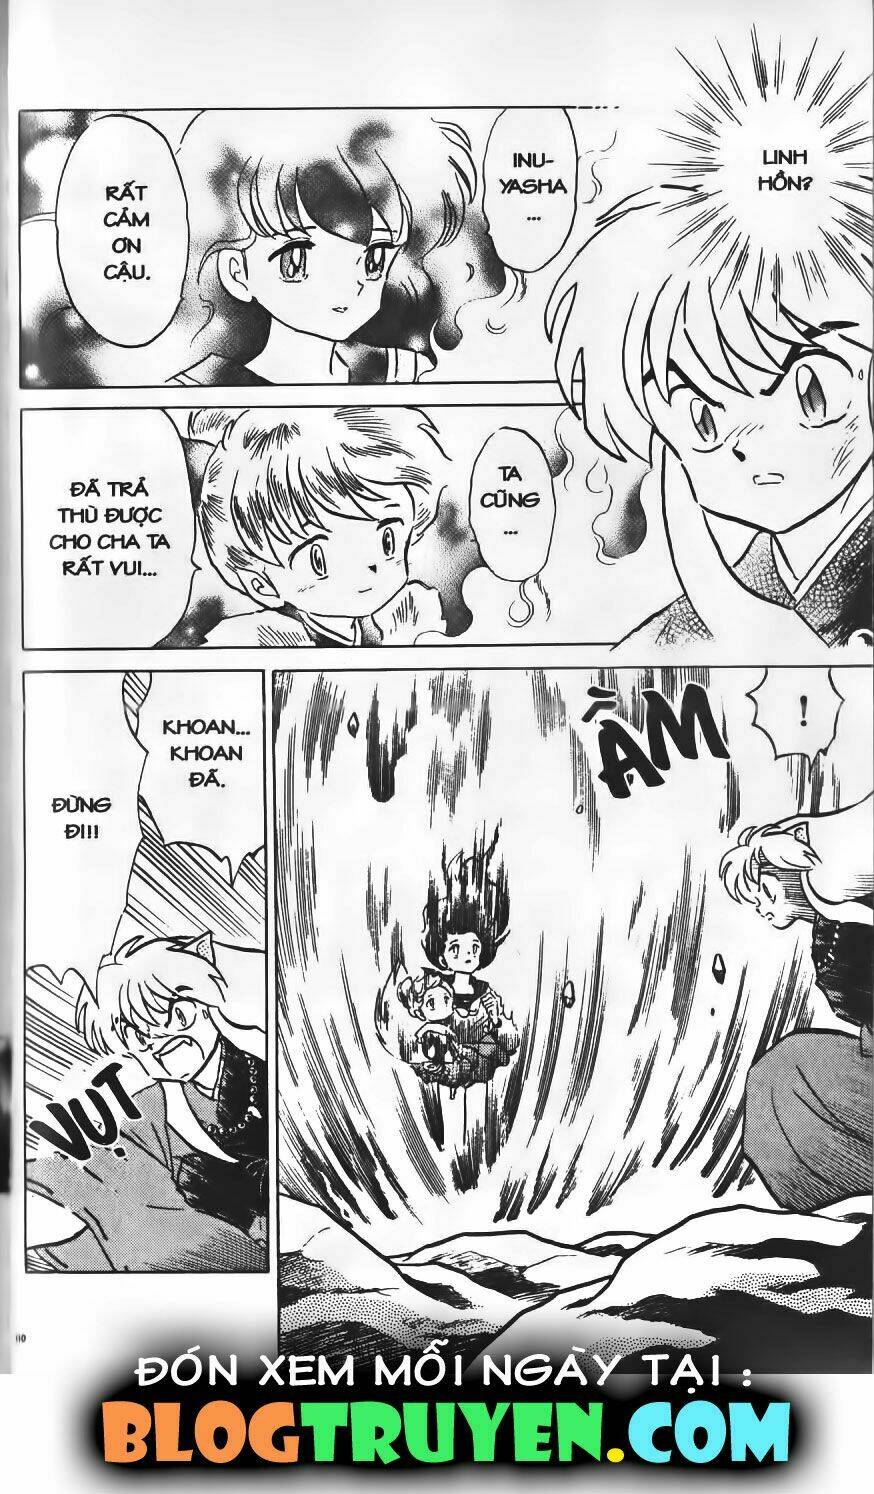 LINH
HỒN?
INU-
YASHA
...
RẤT
CẢM
ƠN
CẬU.
TA
CŨNG
...
ĐÃ TRẢ
THÙ ĐƯỢC
CHO CHA TA
RẤT VUI...
!
ẦM
KHOAN...
KHOAN
ĐÃ.
ĐỪNG
ĐI!!!
VỤT
110
ĐÓN XEM MỖI NGÀY TẠI :
BLOGTRUYEN.COM